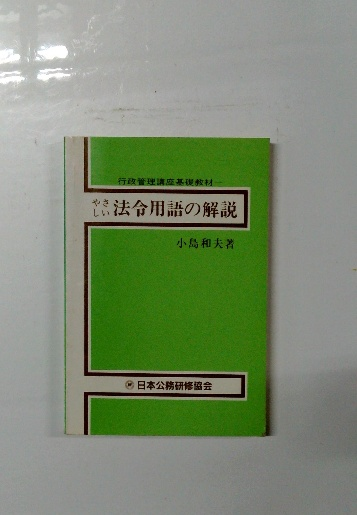 行政管理講座基礎教材
やさしい 法令用語の解説
小島和夫著
日本公務研修協会